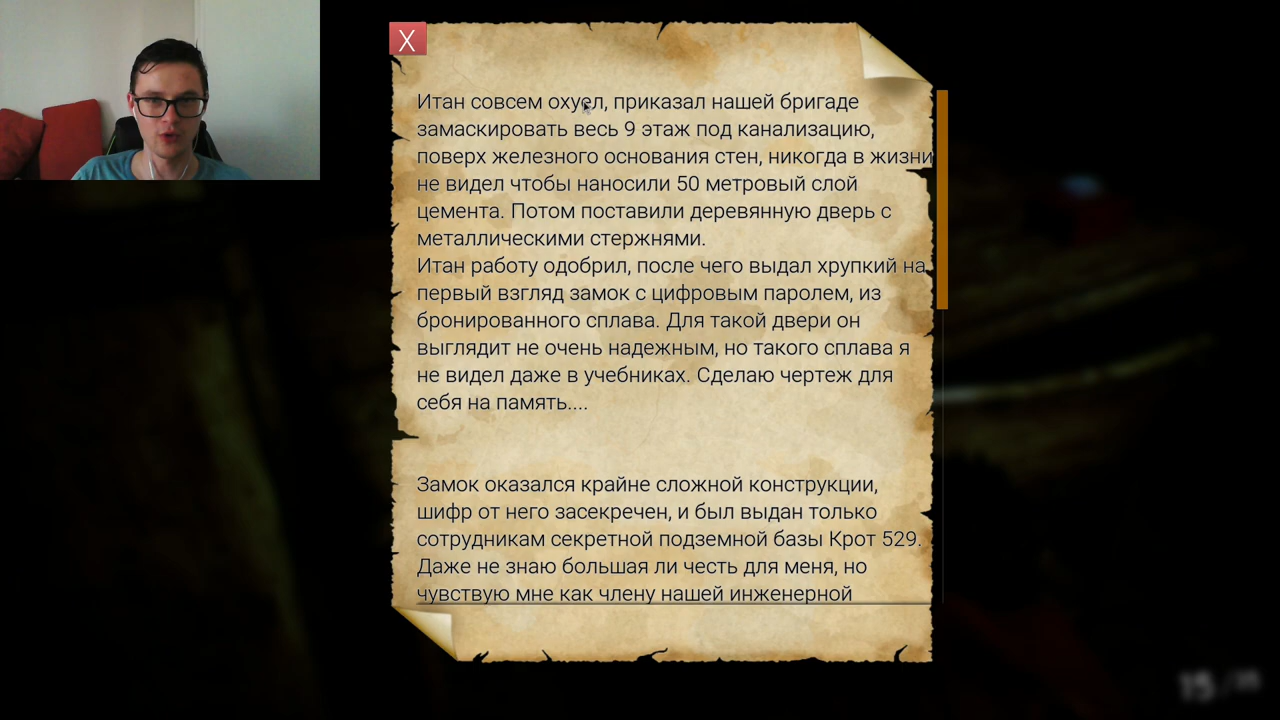 X
Итан совсем охуел, приказал нашей бригаде
замаскировать весь 9 этаж под канализацию,
поверх железного основания стен, никогда в жизни
не видел чтобы наносили 50 метровый слой
цемента. Потом поставили деревянную дверь с
металлическими стержнями.
Итан работу одобрил, после чего выдал хрупкий на
первый взгляд замок с цифровым паролем, из
бронированного сплава. Для такой двери он
выглядит не очень надежным, но такого сплава я
не видел даже в учебниках. Сделаю чертеж для
себя на память....
Замок оказался крайне сложной конструкции,
шифр от него засекречен, и был выдан только
сотрудникам секретной подземной базы Крот 529.
Даже не знаю большая ли честь для меня, но
чувствую мне как члену нашей инженерной